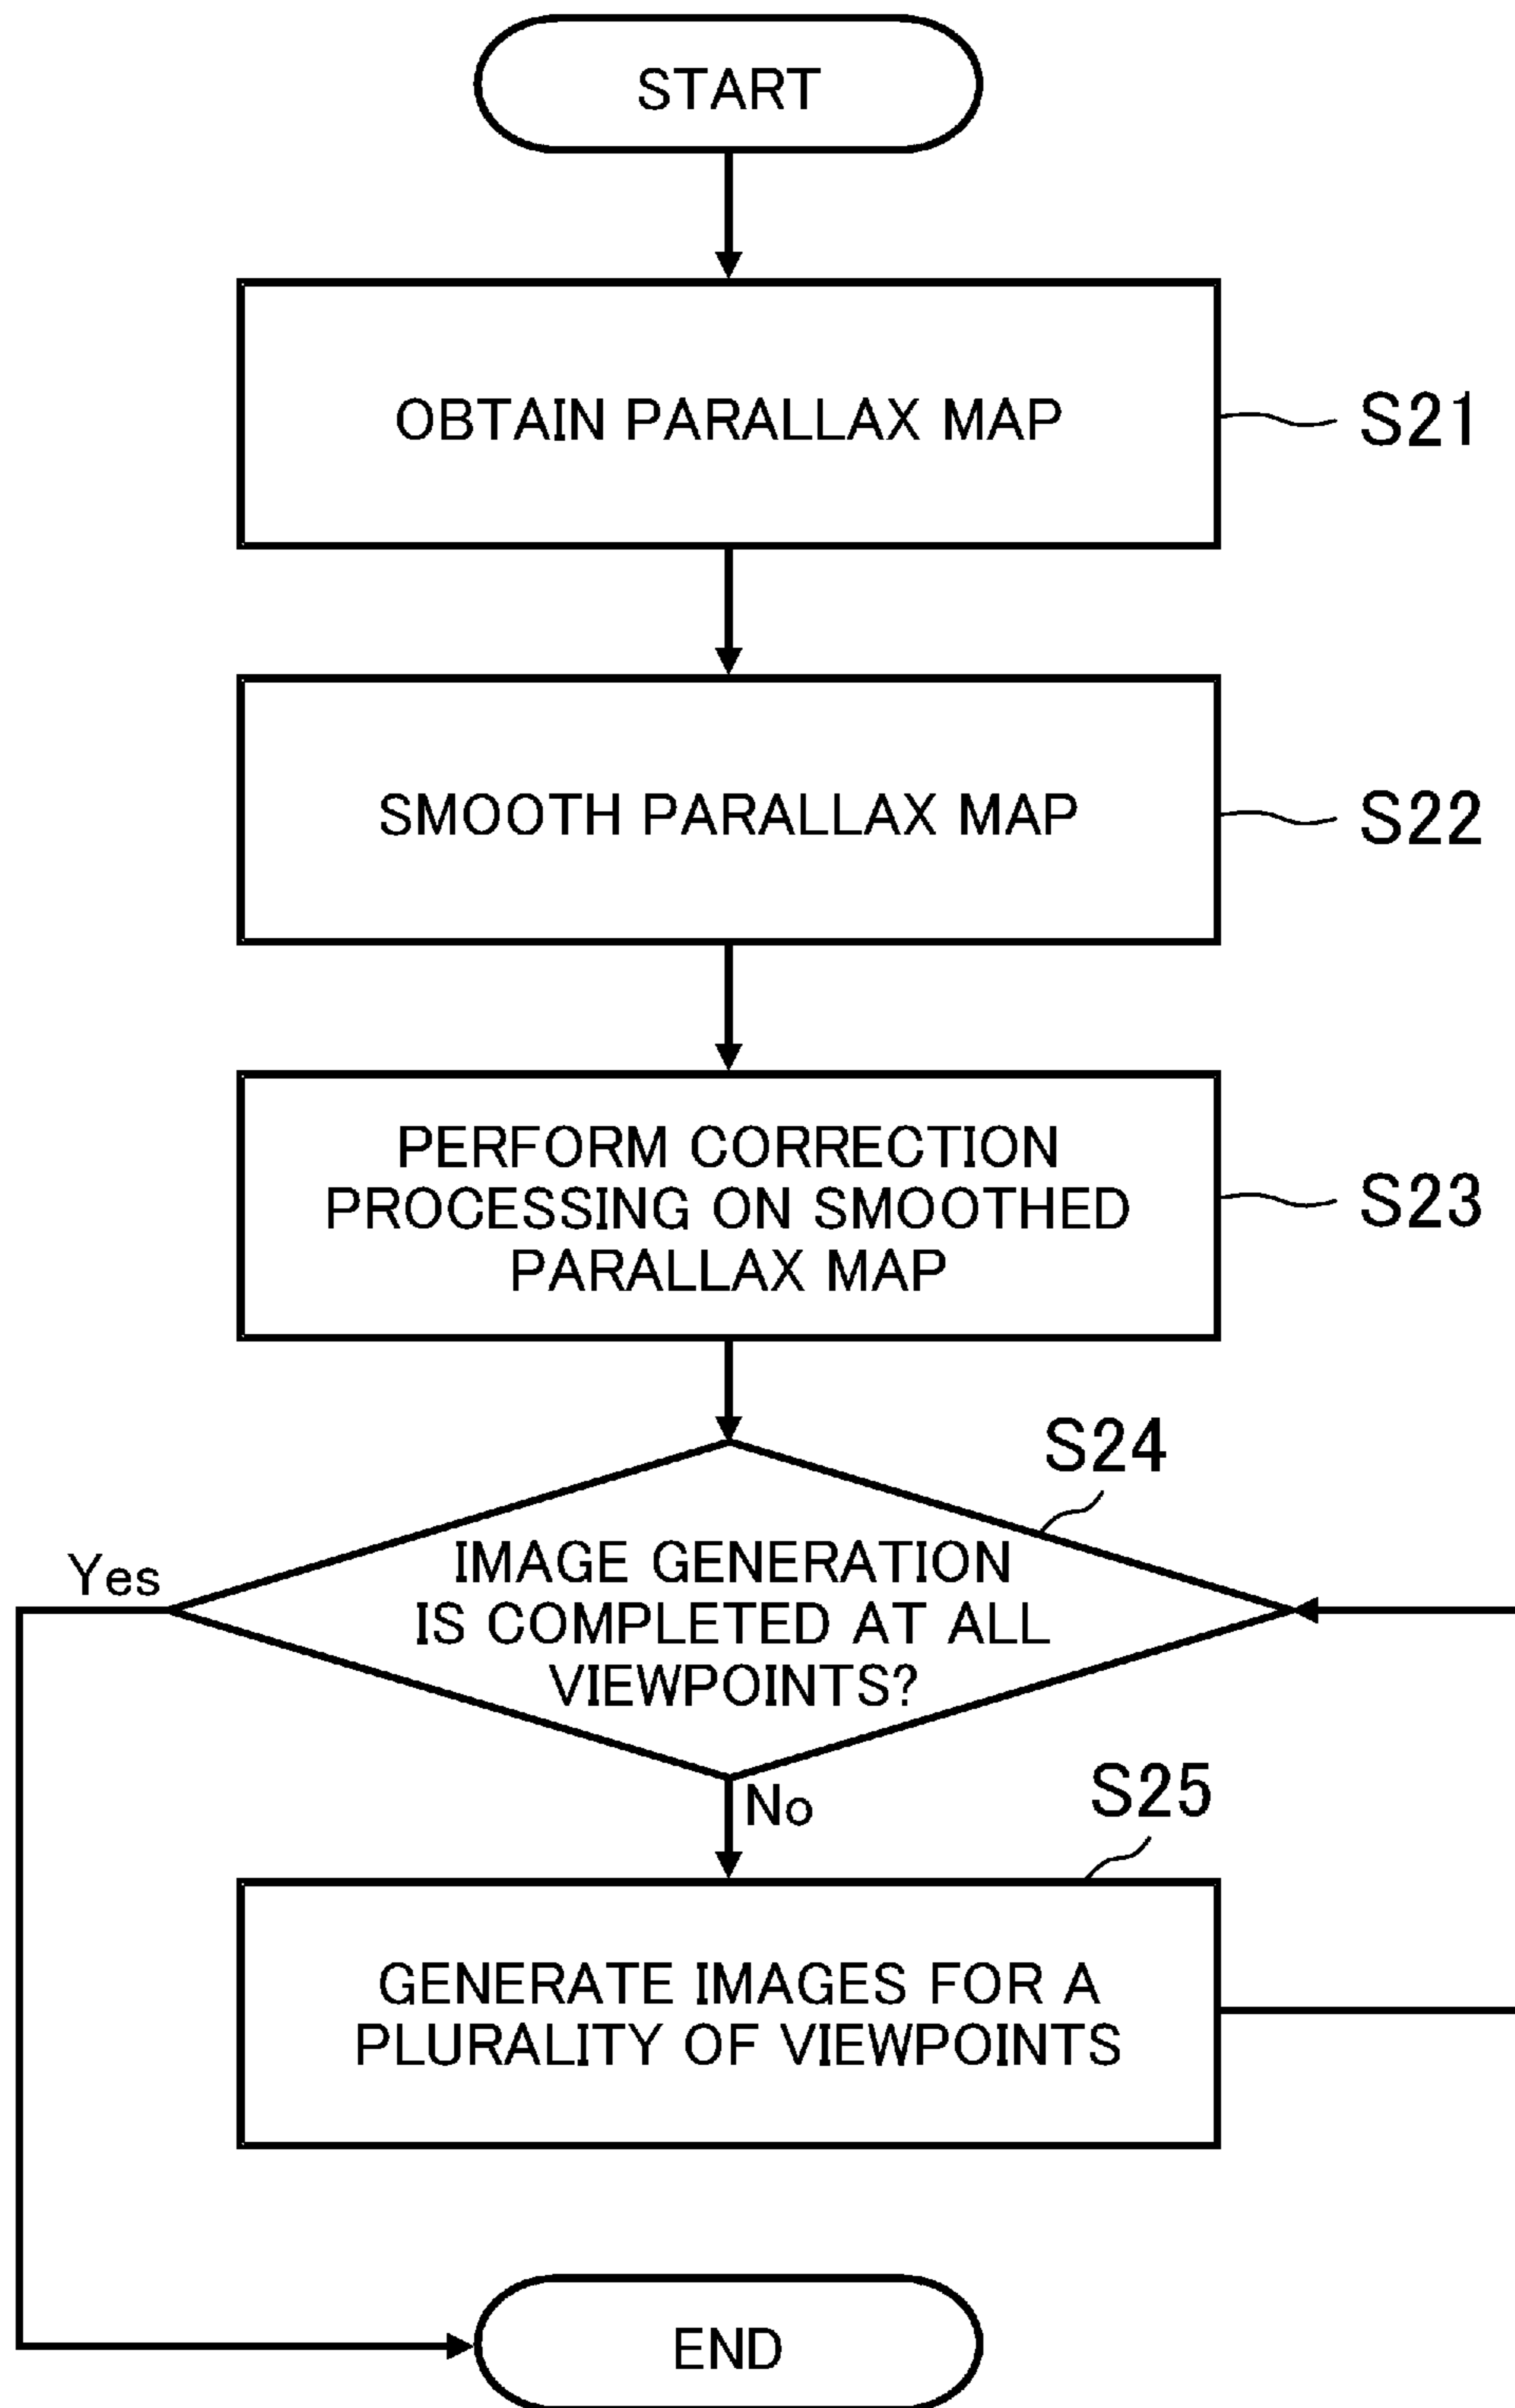 START
OBTAIN PARALLAX MAP
S21
SMOOTH PARALLAX MAP
S22
PERFORM CORRECTION
PROCESSING ON SMOOTHED
PARALLAX MAP
S23
S24
IMAGE GENERATION
IS COMPLETED AT ALL
VIEWPOINTS?
Yes
No
S25
GENERATE IMAGES FOR A
PLURALITY OF VIEWPOINTS
END